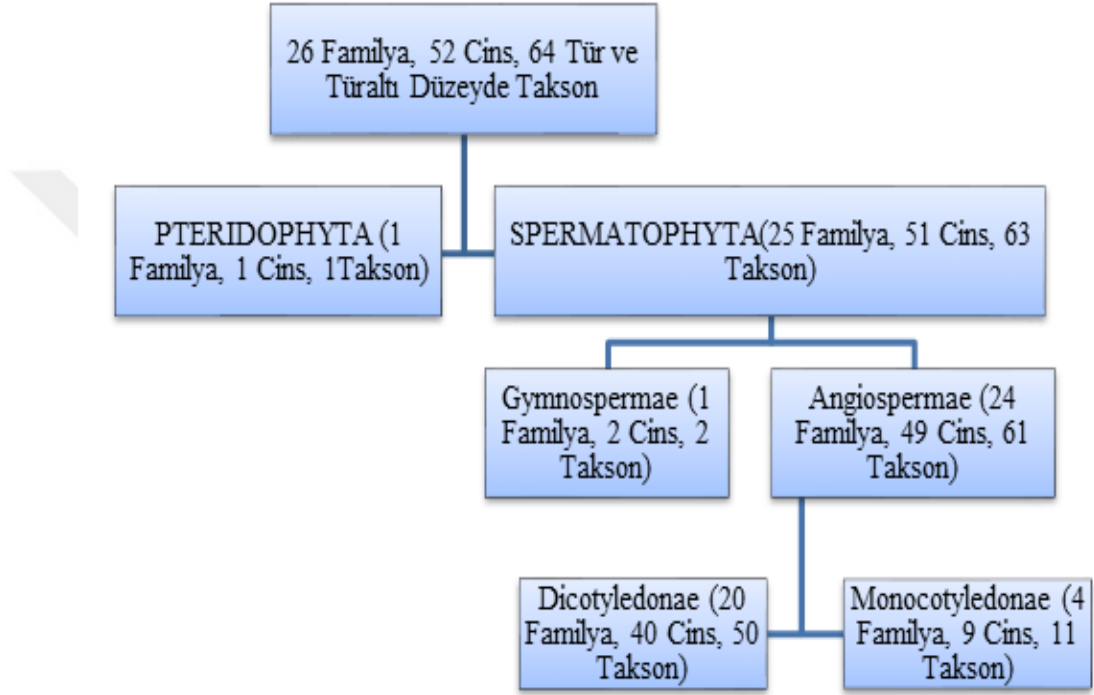 26 Familya, 52 Cins, 64 Tür ve
Türaltı Düzeyde Takson
PTERIDOPHYTA (1
Familya, 1 Cins, 1Takson)
SPERMATOPHYTA(25 Familya, 51 Cins, 63
Takson)
Gymnospermae (1
Familya, 2 Cins, 2
Takson)
Angiospermae (24
Familya, 49 Cins, 61
Takson)
Dicotyledonae (20
Familya, 40 Cins, 50
Takson)
Monocotyledonae (4
Familya, 9 Cins, 11
Takson)